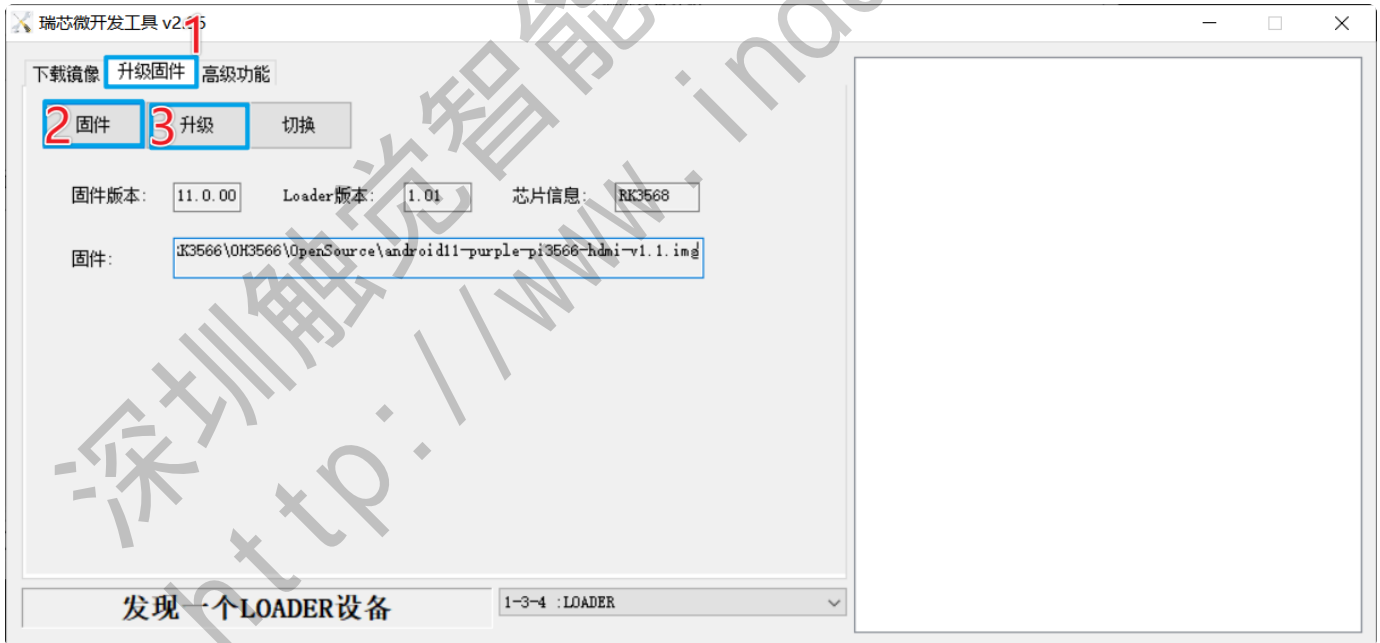 瑞芯微开发工具
1
下载镜像 升级固件 高级功能
2 固件 3 升级 切换
固件版本: 11.0.00 Loader版本: 1.01 芯片信息: RK3568
固件: :K3566\OH3566\OpenSource\android11-purple-pi3566-hdmi-v1.1.img
发现一个LOADER设备 1-3-4 :LOADER
深圳触觉智能
http://www.